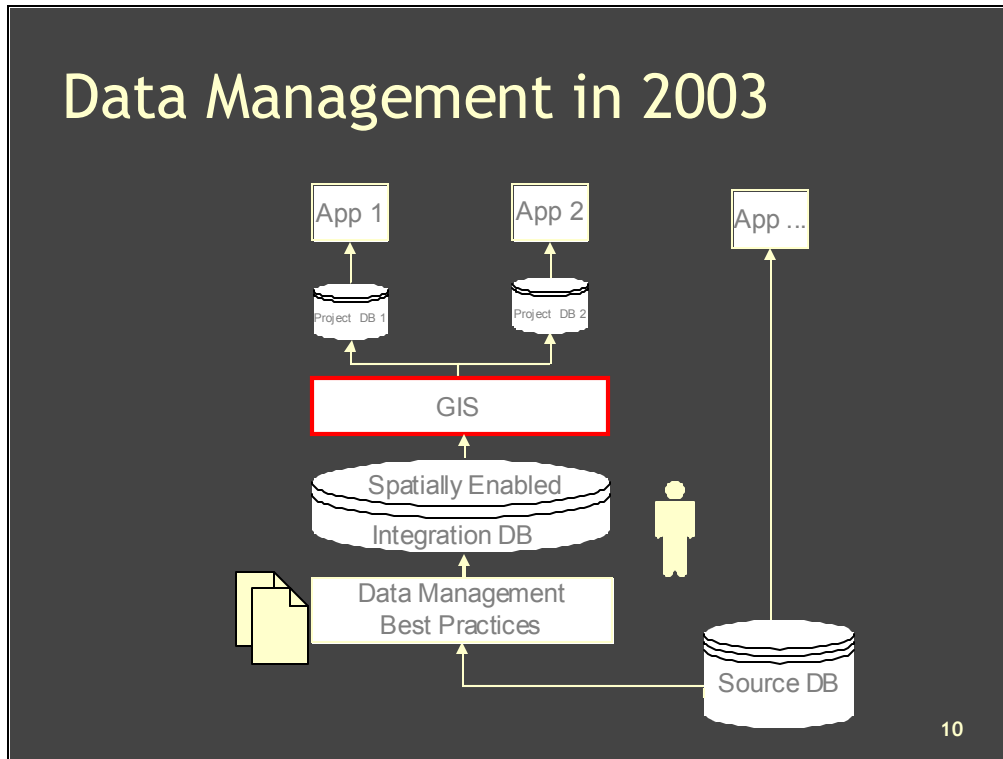 Data Management in 2003
App 1
App 2
App ...
Project DB 1
Project DB 2
GIS
Spatially Enabled
Integration DB
Data Management
Best Practices
Source DB
10